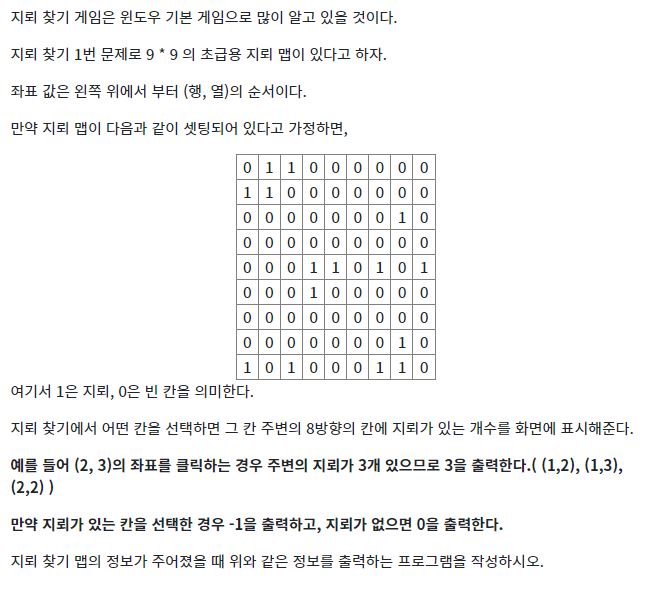 지뢰 찾기 게임은 윈도우 기본 게임으로 많이 알고 있을 것이다.
지뢰 찾기 1번 문제로 9 * 9 의 초급용 지뢰 맵이 있다고 하자.
좌표 값은 왼쪽 위에서 부터 (행, 열)의 순서이다.
만약 지뢰 맵이 다음과 같이 셋팅되어 있다고 가정하면,
0 1 1 0 0 0 0 0 0
1 1 0 0 0 0 0 0 0
0 0 0 0 0 0 0 1 0
0 0 0 0 0 0 0 0 0
0 0 0 1 1 0 1 0 1
0 0 0 1 0 0 0 0 0
0 0 0 0 0 0 0 0 0
0 0 0 0 0 0 0 1 0
1 0 1 0 0 0 1 1 0
여기서 1은 지뢰, 0은 빈 칸을 의미한다.
지뢰 찾기에서 어떤 칸을 선택하면 그 칸 주변의 8방향의 칸에 지뢰가 있는 개수를 화면에 표시해준다.
예를 들어 (2, 3)의 좌표를 클릭하는 경우 주변의 지뢰가 3개 있으므로 3을 출력한다.( (1,2), (1,3),
(2,2) )
만약 지뢰가 있는 칸을 선택한 경우 -1을 출력하고, 지뢰가 없으면 0을 출력한다.
지뢰 찾기 맵의 정보가 주어졌을 때 위와 같은 정보를 출력하는 프로그램을 작성하시오.